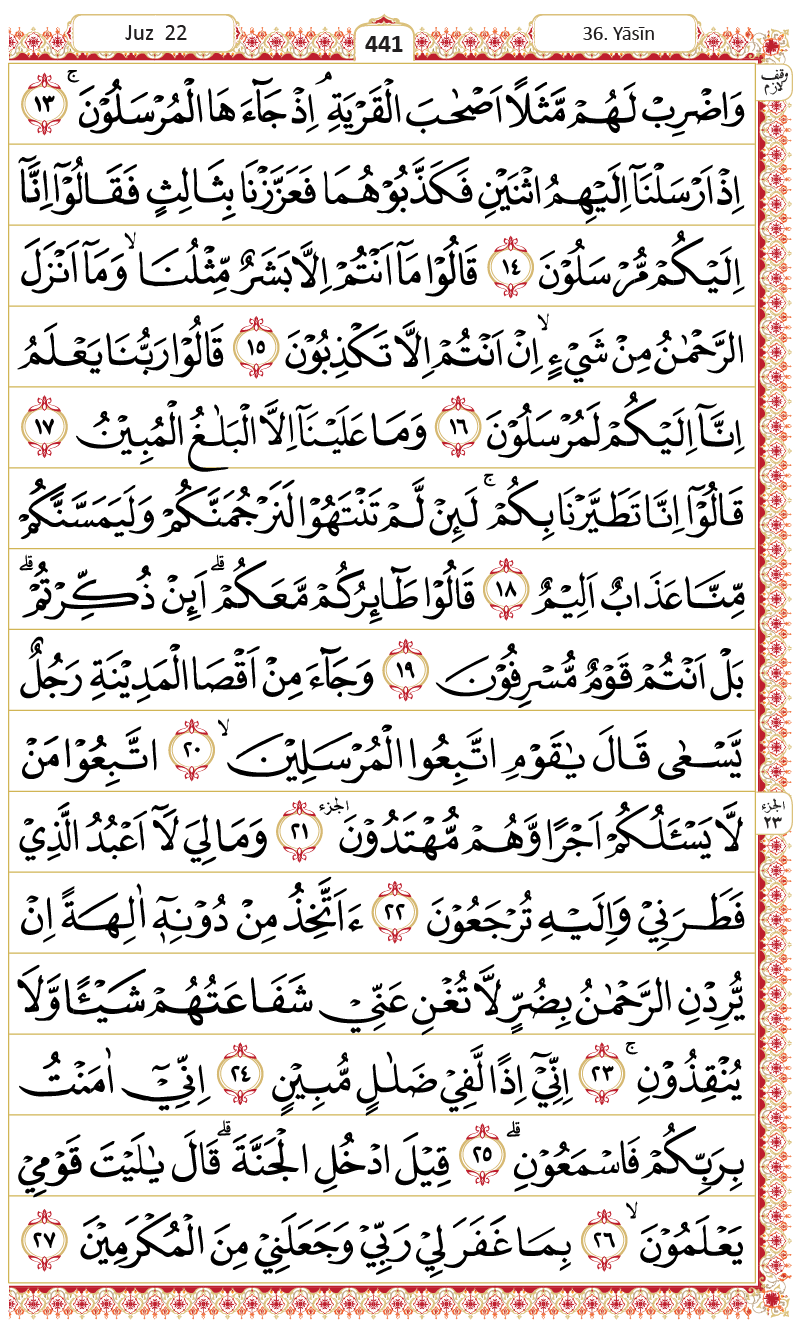 Juz 22
441
36. Yāsīn
وقف لازم
وَاضْرِبْ لَهُمْ مَّثَلًا اَصْحٰبَ الْقَرْيَةِ ۘ اِذْ جَآءَهَا الْمُرْسَلُوْنَ ۚ ١٣
اِذْ اَرْسَلْنَآ اِلَيْهِمُ اثْنَيْنِ فَكَذَّبُوْهُمَا فَعَزَّزْنَا بِثَالِثٍ فَقَالُوْٓا اِنَّآ
اِلَيْكُمْ مُّرْسَلُوْنَ ١٤ قَالُوْا مَآ اَنْتُمْ اِلَّا بَشَرٌ مِّثْلُنَا ۙ وَمَآ اَنْزَلَ
الرَّحْمٰنُ مِنْ شَيْءٍ ۙ اِنْ اَنْتُمْ اِلَّا تَكْذِبُوْنَ ١٥ قَالُوْا رَبُّنَا يَعْلَمُ
اِنَّآ اِلَيْكُمْ لَمُرْسَلُوْنَ ١٦ وَمَا عَلَيْنَآ اِلَّا الْبَلٰغُ الْمُبِيْنُ ١٧
قَالُوْٓا اِنَّا تَطَيَّرْنَا بِكُمْ ۚ لَئِنْ لَّمْ تَنْتَهُوْا لَنَرْجُمَنَّكُمْ وَلَيَمَسَّنَّكُمْ
مِّنَّا عَذَابٌ اَلِيْمٌ ١٨ قَالُوْا طَآئِرُكُمْ مَّعَكُمْ ۗ اَئِنْ ذُكِّرْتُمْ ۗ
بَلْ اَنْتُمْ قَوْمٌ مُّسْرِفُوْنَ ١٩ وَجَآءَ مِنْ اَقْصَا الْمَدِيْنَةِ رَجُلٌ
يَّسْعٰى قَالَ يٰقَوْمِ اتَّبِعُوا الْمُرْسَلِيْنَ ۙ ٢٠ اتَّبِعُوْا مَنْ
لَّا يَسْـَٔلُكُمْ اَجْرًا وَّهُمْ مُّهْتَدُوْنَ الجزء ٢١ وَمَا لِيَ لَآ اَعْبُدُ الَّذِيْ
الجزء ٢٣
فَطَرَنِيْ وَاِلَيْهِ تُرْجَعُوْنَ ٢٢ ءَاَتَّخِذُ مِنْ دُوْنِهٖٓ اٰلِهَةً اِنْ
يُّرِدْنِ الرَّحْمٰنُ بِضُرٍّ لَّا تُغْنِ عَنِّيْ شَفَاعَتُهُمْ شَيْـًٔا وَّلَا
يُنْقِذُوْنِ ۚ ٢٣ اِنِّيْٓ اِذًا لَّفِيْ ضَلٰلٍ مُّبِيْنٍ ٢٤ اِنِّيْٓ اٰمَنْتُ
بِرَبِّكُمْ فَاسْمَعُوْنِ ۗ ٢٥ قِيْلَ ادْخُلِ الْجَنَّةَ ۗ قَالَ يٰلَيْتَ قَوْمِيْ
يَعْلَمُوْنَ ۙ ٢٦ بِمَا غَفَرَ لِيْ رَبِّيْ وَجَعَلَنِيْ مِنَ الْمُكْرَمِيْنَ ٢٧